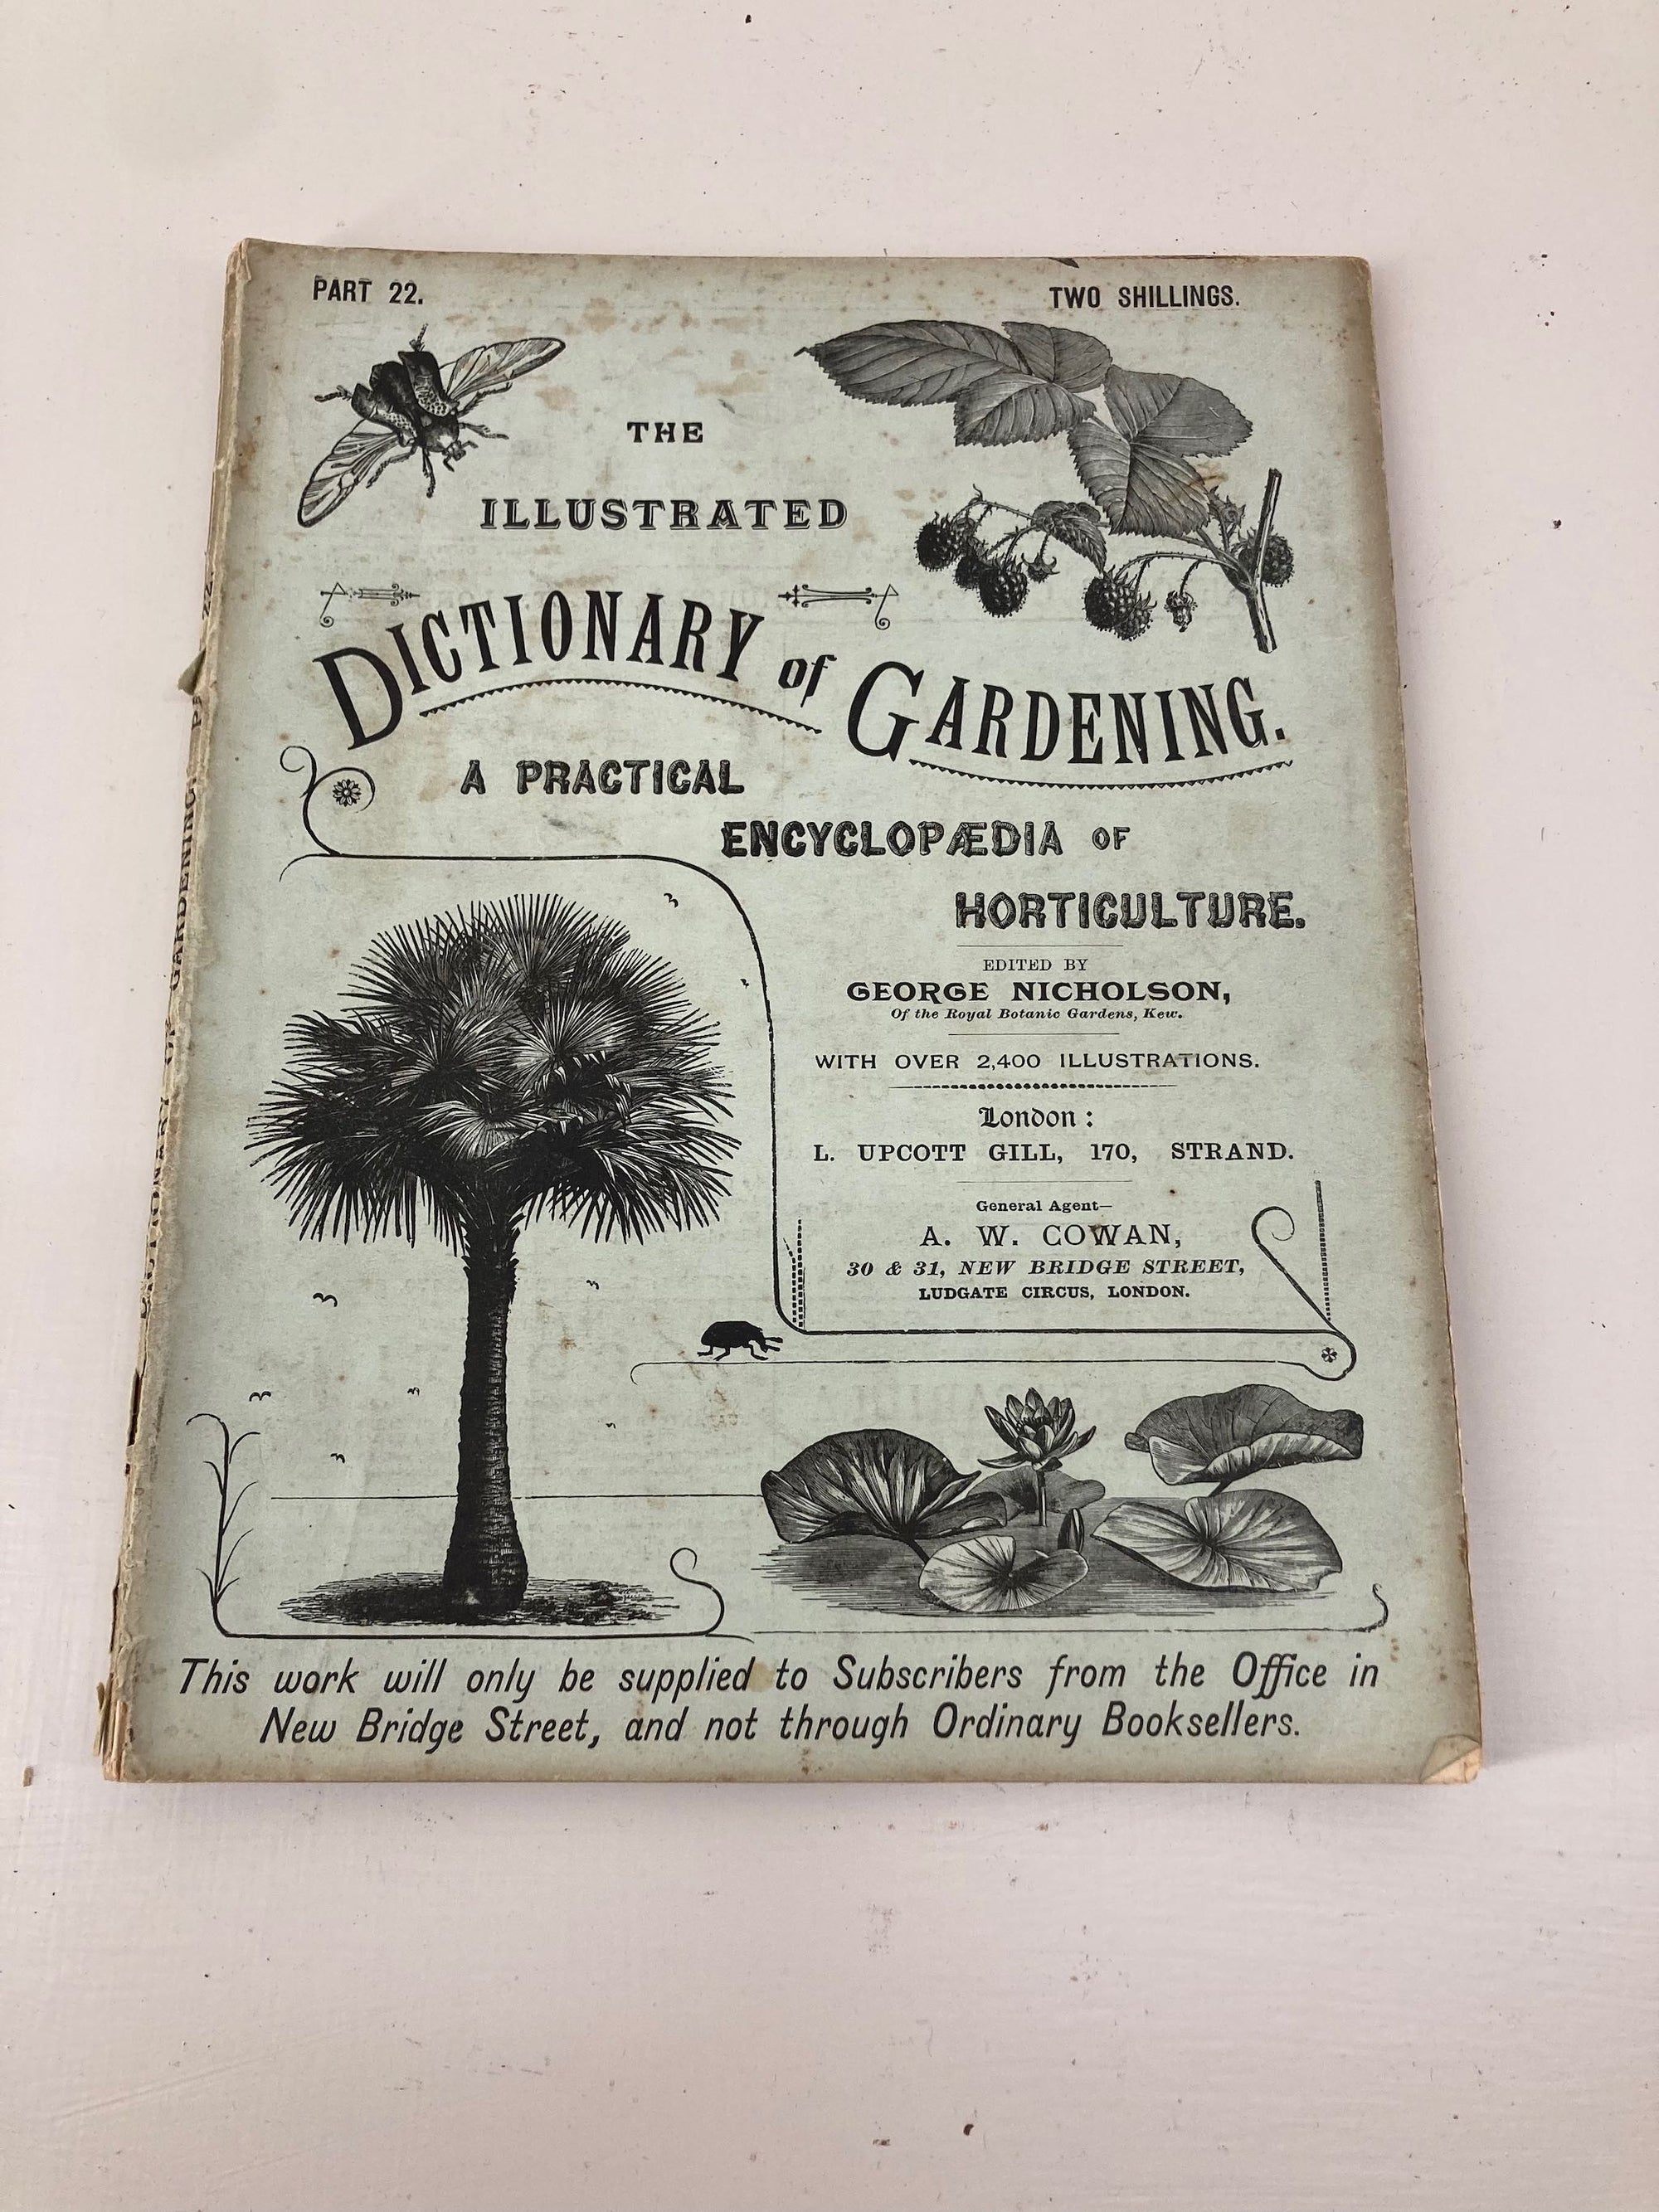 PART 22.
TWO SHILLINGS.
THE
ILLUSTRATED
DICTIONARY of GARDENING.
A PRACTICAL
ENCYCLOPÆDIA OF
HORTICULTURE.
EDITED BY
GEORGE NICHOLSON,
Of the Royal Botanic Gardens, Kew.
WITH OVER 2,400 ILLUSTRATIONS.
London:
L. UPCOTT GILL, 170, STRAND.
General Agent—
A. W. COWAN,
30 & 31, NEW BRIDGE STREET,
LUDGATE CIRCUS, LONDON.
This work will only be supplied to Subscribers from the Office in
New Bridge Street, and not through Ordinary Booksellers.
DICTIONARY OF GARDENING